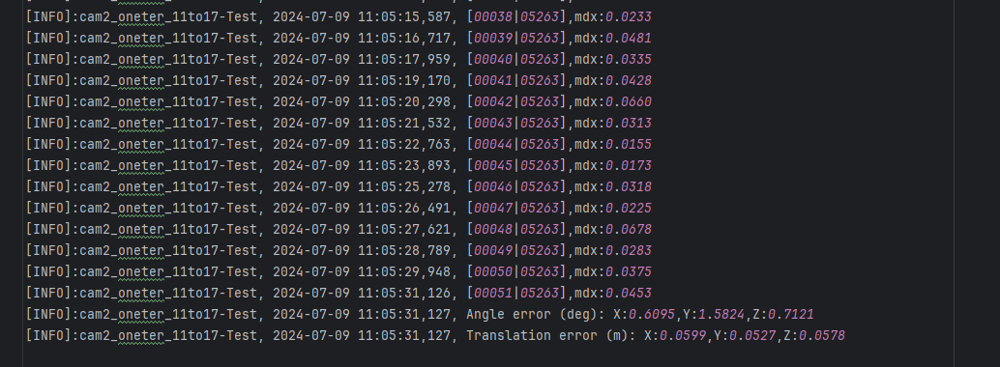 [INFO]:cam2_oneter_11to17-Test, 2024-07-09 11:05:15,587, [00038|05263],mdx:0.0233
[INFO]:cam2_oneter_11to17-Test, 2024-07-09 11:05:16,717, [00039|05263],mdx:0.0481
[INFO]:cam2_oneter_11to17-Test, 2024-07-09 11:05:17,959, [00040|05263],mdx:0.0335
[INFO]:cam2_oneter_11to17-Test, 2024-07-09 11:05:19,170, [00041|05263],mdx:0.0428
[INFO]:cam2_oneter_11to17-Test, 2024-07-09 11:05:20,298, [00042|05263],mdx:0.0660
[INFO]:cam2_oneter_11to17-Test, 2024-07-09 11:05:21,532, [00043|05263],mdx:0.0313
[INFO]:cam2_oneter_11to17-Test, 2024-07-09 11:05:22,763, [00044|05263],mdx:0.0155
[INFO]:cam2_oneter_11to17-Test, 2024-07-09 11:05:23,893, [00045|05263],mdx:0.0173
[INFO]:cam2_oneter_11to17-Test, 2024-07-09 11:05:25,278, [00046|05263],mdx:0.0318
[INFO]:cam2_oneter_11to17-Test, 2024-07-09 11:05:26,491, [00047|05263],mdx:0.0225
[INFO]:cam2_oneter_11to17-Test, 2024-07-09 11:05:27,621, [00048|05263],mdx:0.0678
[INFO]:cam2_oneter_11to17-Test, 2024-07-09 11:05:28,789, [00049|05263],mdx:0.0283
[INFO]:cam2_oneter_11to17-Test, 2024-07-09 11:05:29,948, [00050|05263],mdx:0.0375
[INFO]:cam2_oneter_11to17-Test, 2024-07-09 11:05:31,126, [00051|05263],mdx:0.0453
[INFO]:cam2_oneter_11to17-Test, 2024-07-09 11:05:31,127, Angle error (deg): X:0.6095,Y:1.5824,Z:0.7121
[INFO]:cam2_oneter_11to17-Test, 2024-07-09 11:05:31,127, Translation error (m): X:0.0599,Y:0.0527,Z:0.0578